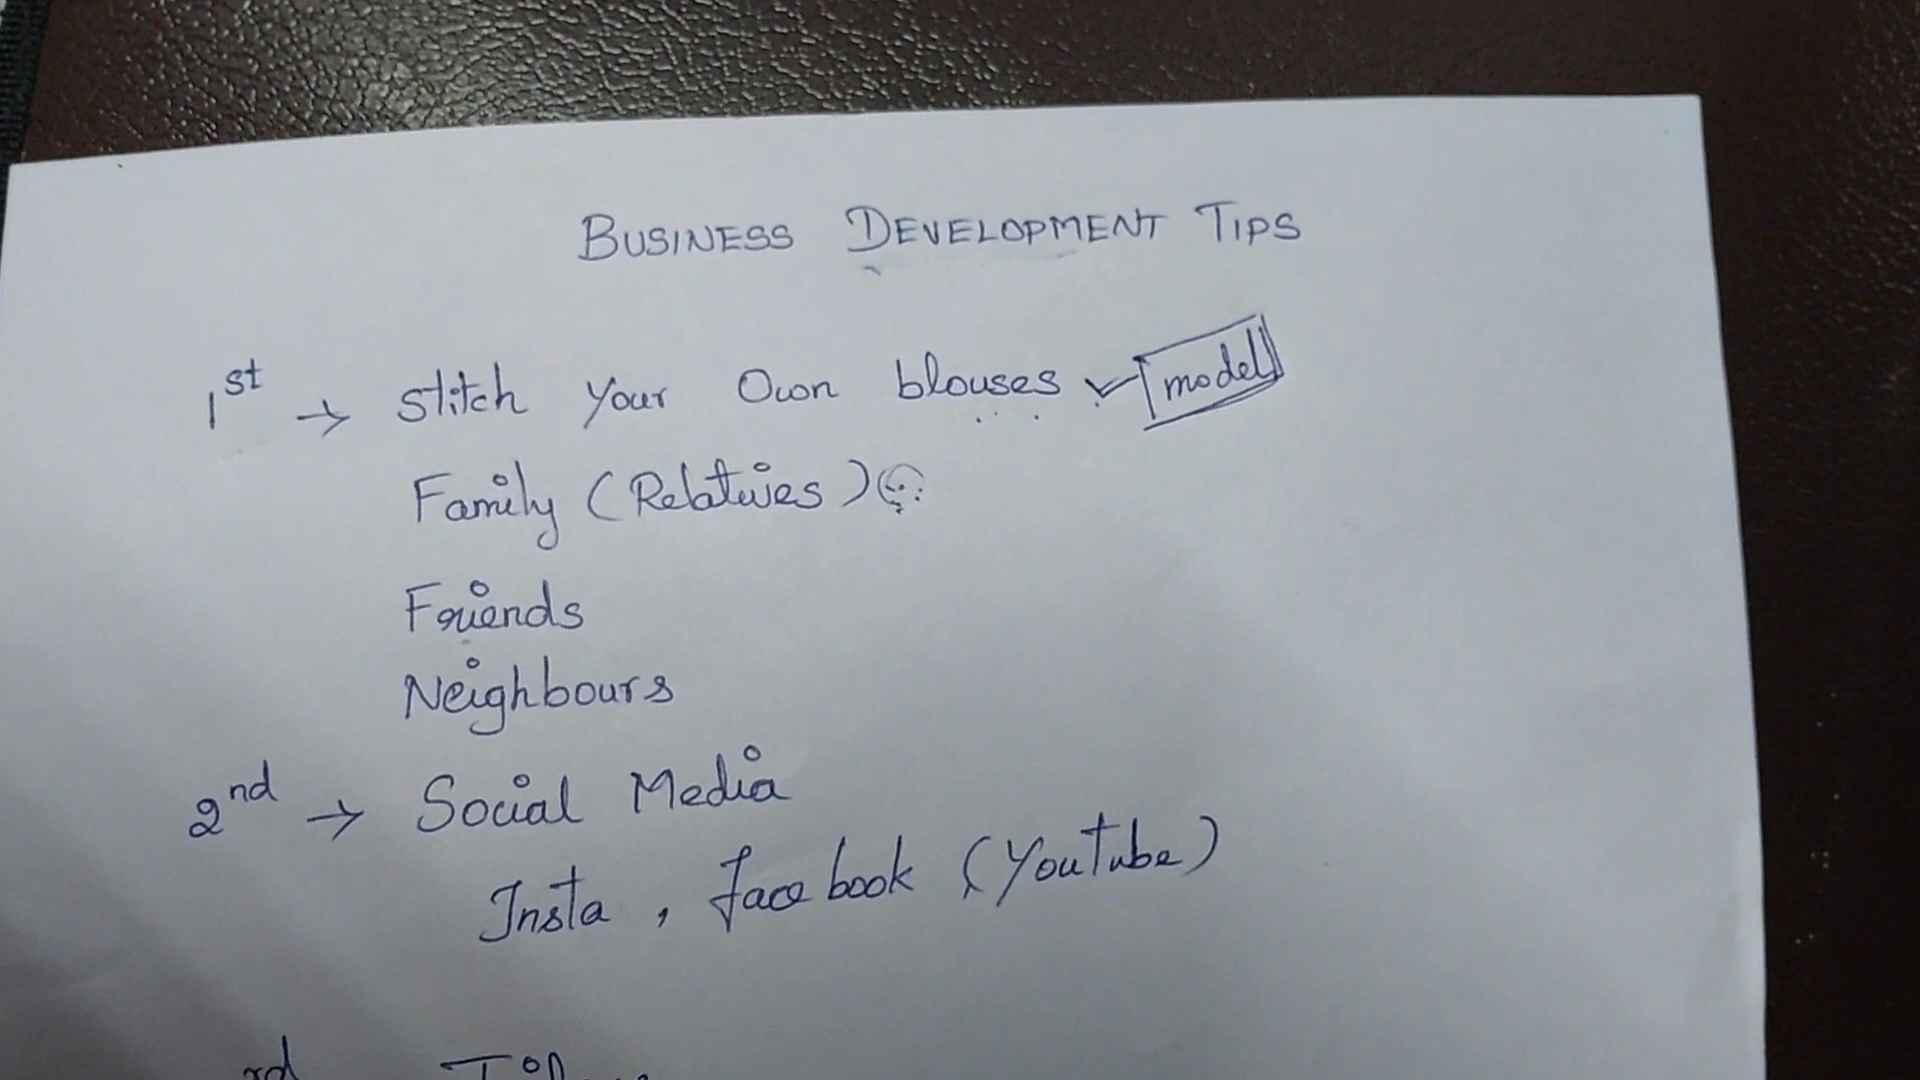 BUSINESS DEVELOPMENT TIPS
1st → stitch your Own blouses ✓ model
Family (Relatives)
Friends
Neighbours
2nd → Social Media
Insta, facebook (YouTube)
rd